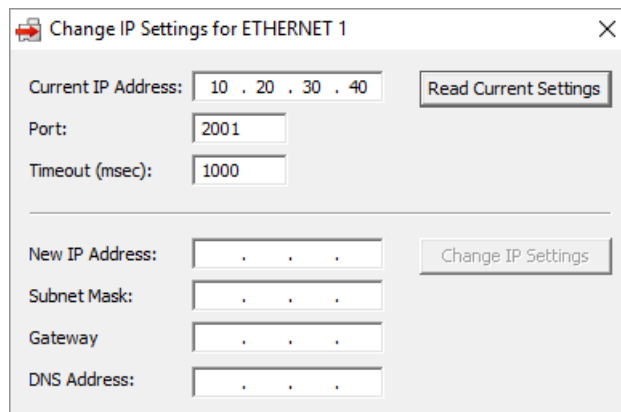 Change IP Settings for ETHERNET 1
Current IP Address: 10 . 20 . 30 . 40 Read Current Settings
Port: 2001
Timeout (msec): 1000
New IP Address: . . . Change IP Settings
Subnet Mask: . . .
Gateway . . .
DNS Address: . . .